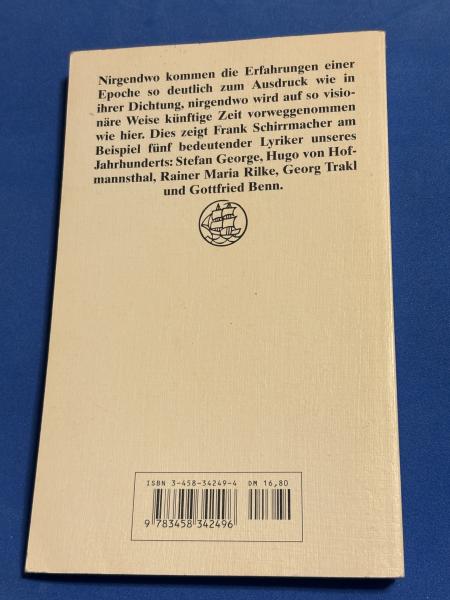 Nirgendwo kommen die Erfahrungen einer
Epoche so deutlich zum Ausdruck wie in
ihrer Dichtung, nirgendwo wird auf so visio-
näre Weise künftige Zeit vorweggenommen
wie hier. Dies zeigt Frank Schirrmacher am
Beispiel fünf bedeutender Lyriker unseres
Jahrhunderts: Stefan George, Hugo von Hof-
mannsthal, Rainer Maria Rilke, Georg Trakl
und Gottfried Benn.
ISBN 3-458-34249-4 DM 16,80
9 783458 342496